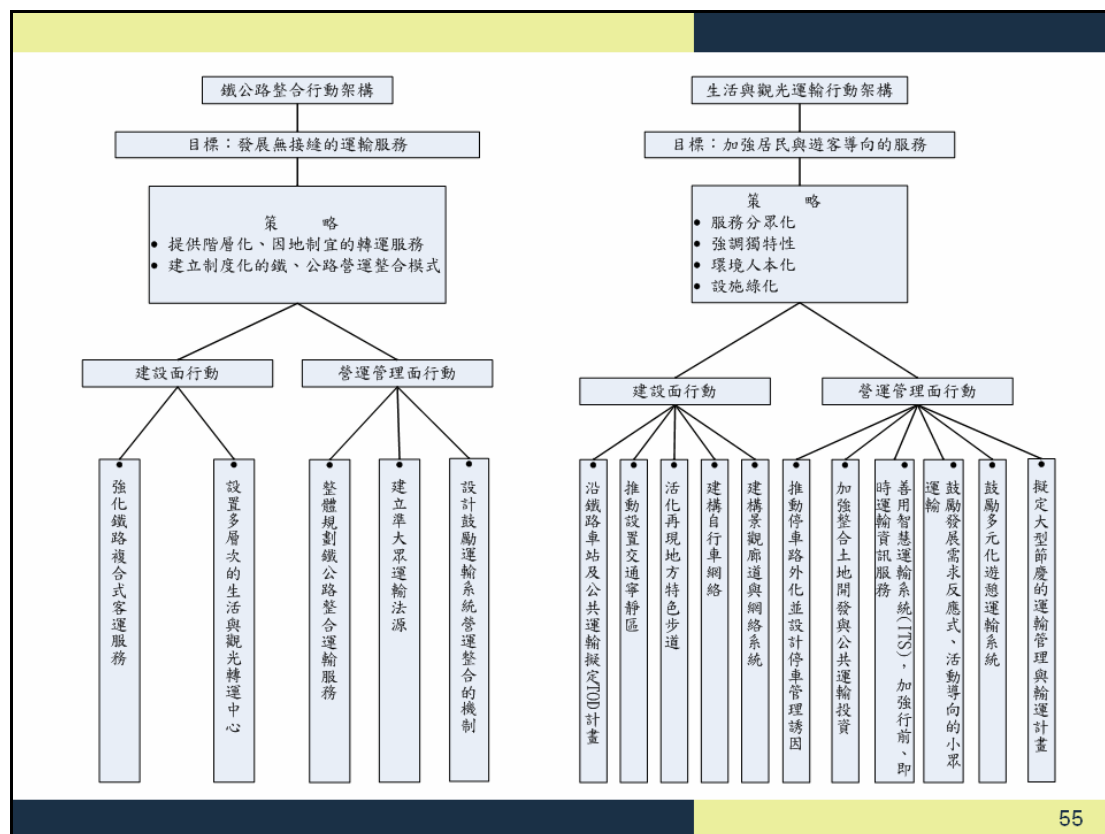 鐵公路整合行動架構
目標：發展無接縫的運輸服務
策 略
• 提供階層化、因地制宜的轉運服務
• 建立制度化的鐵、公路營運整合模式
建設面行動
營運管理面行動
• 強化鐵路複合式客運服務
• 設置多層次的生活與觀光轉運中心
• 整體規劃鐵公路整合運輸服務
• 建立準大眾運輸法源
• 設計鼓勵運輸系統營運整合的機制
生活與觀光運輸行動架構
目標：加強居民與遊客導向的服務
策 略
• 服務分眾化
• 強調獨特性
• 環境人本化
• 設施綠化
建設面行動
營運管理面行動
• 沿鐵路車站及公共運輸擬定TOD計畫
• 推動設置交通寧靜區
• 活化再現地方特色步道
• 建構自行車網絡
• 建構景觀廊道與網絡系統
• 推動停車路外化並設計停車管理誘因
• 加強整合土地開發與公共運輸投資
• 善用智慧運輸系統(ITS)，加強行前、即
時運輸資訊服務
• 鼓勵發展需求反應式、活動導向的小眾
運輸
• 鼓勵多元化遊憩運輸系統
• 擬定大型節慶的運輸管理與輸運計畫
55